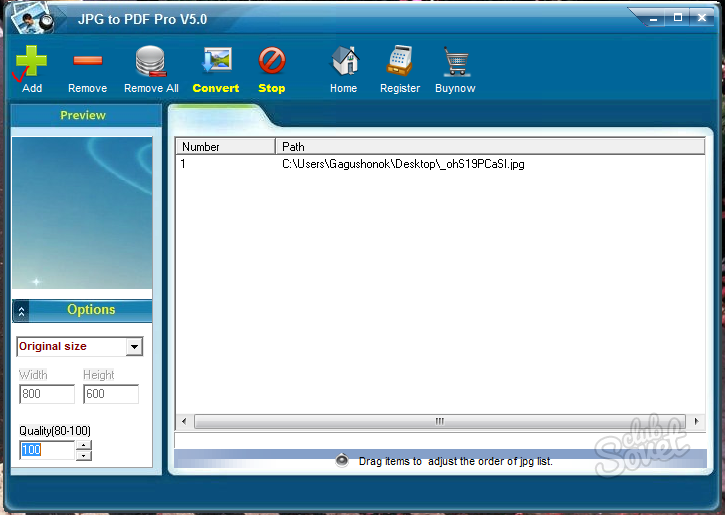 JPG to PDF Pro V5.0
Add Remove Remove All Convert Stop Home Register Buynow
Preview
Number Path
1 C:\Users\Gagushonok\Desktop\_ohS19PCaSI.jpg
Options
Original size
Width Height
800 600
Quality(80-100)
100
Drag items to adjust the order of jpg list.
club Sovet